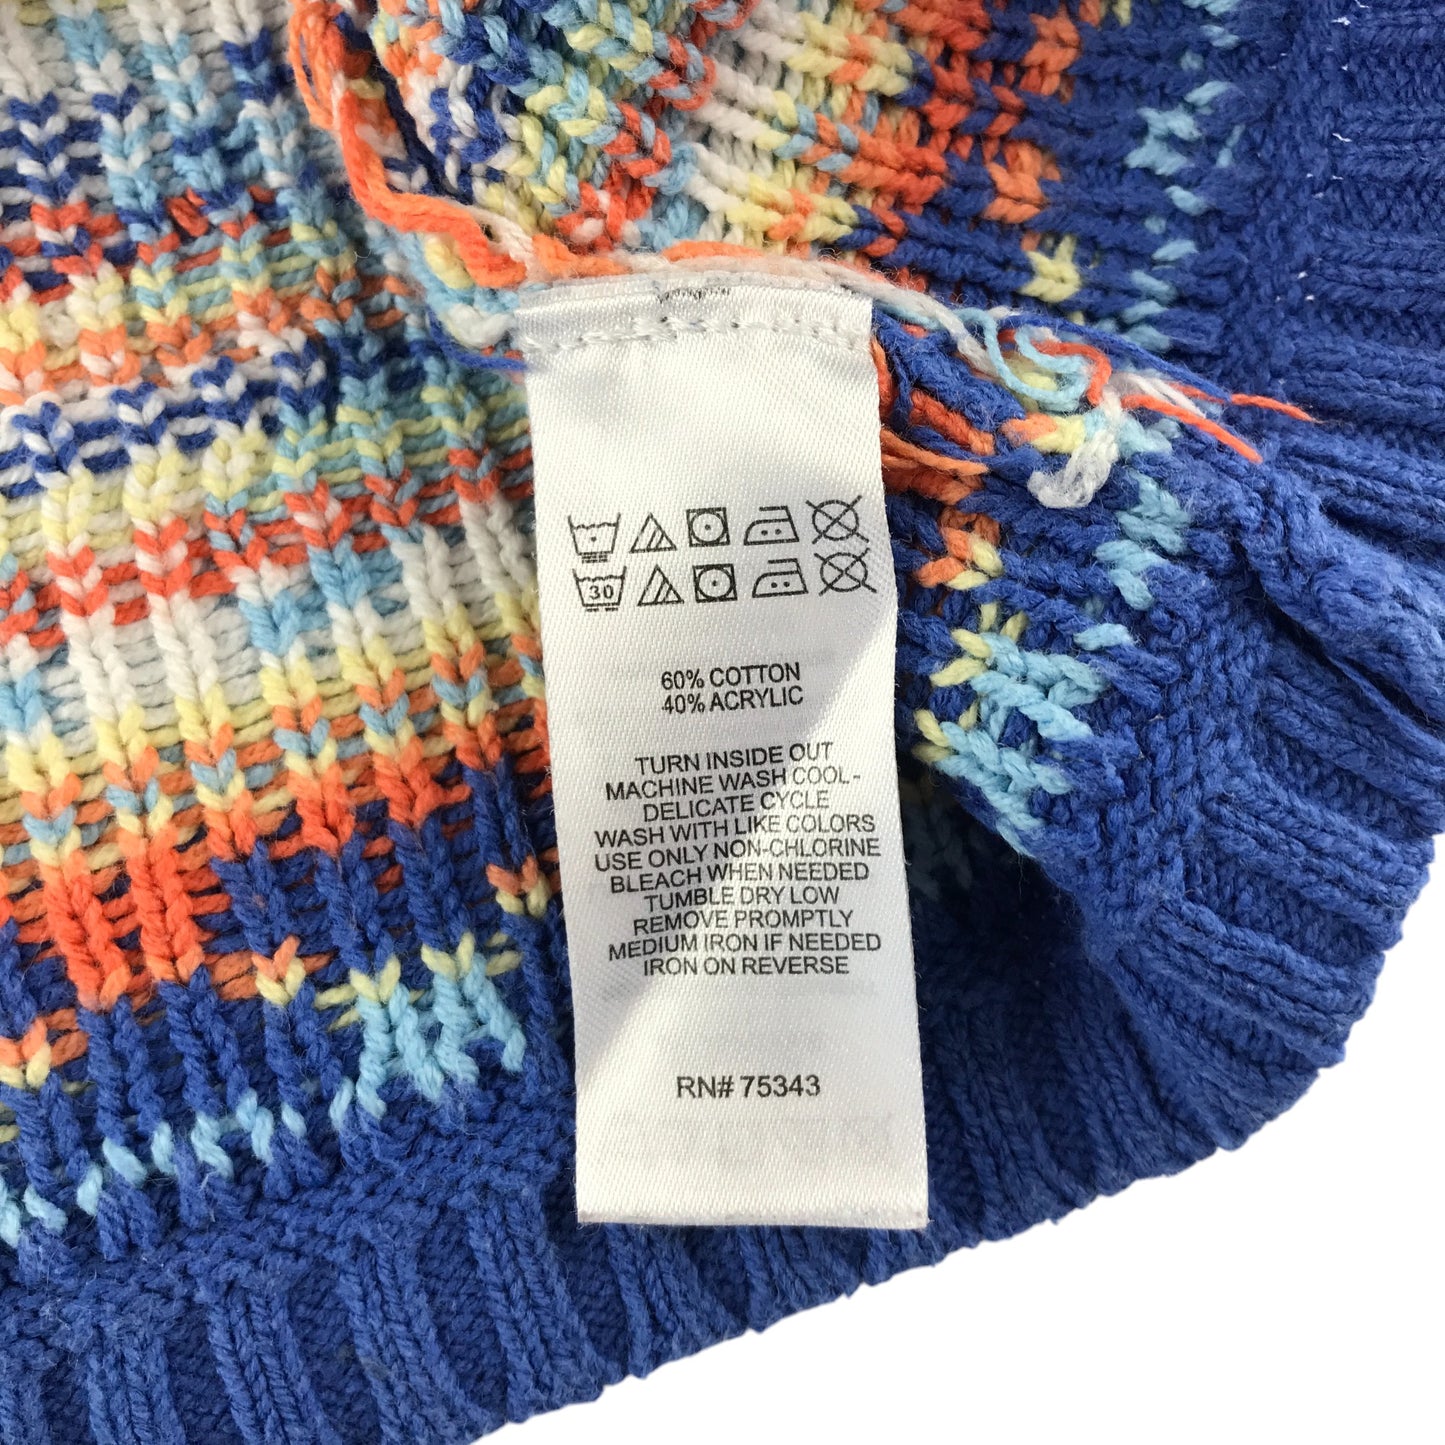 30
60% COTTON
40% ACRYLIC
TURN INSIDE OUT
MACHINE WASH COOL-
DELICATE CYCLE
WASH WITH LIKE COLORS
USE ONLY NON-CHLORINE
BLEACH WHEN NEEDED
TUMBLE DRY LOW
REMOVE PROMPTLY
MEDIUM IRON IF NEEDED
IRON ON REVERSE
RN# 75343